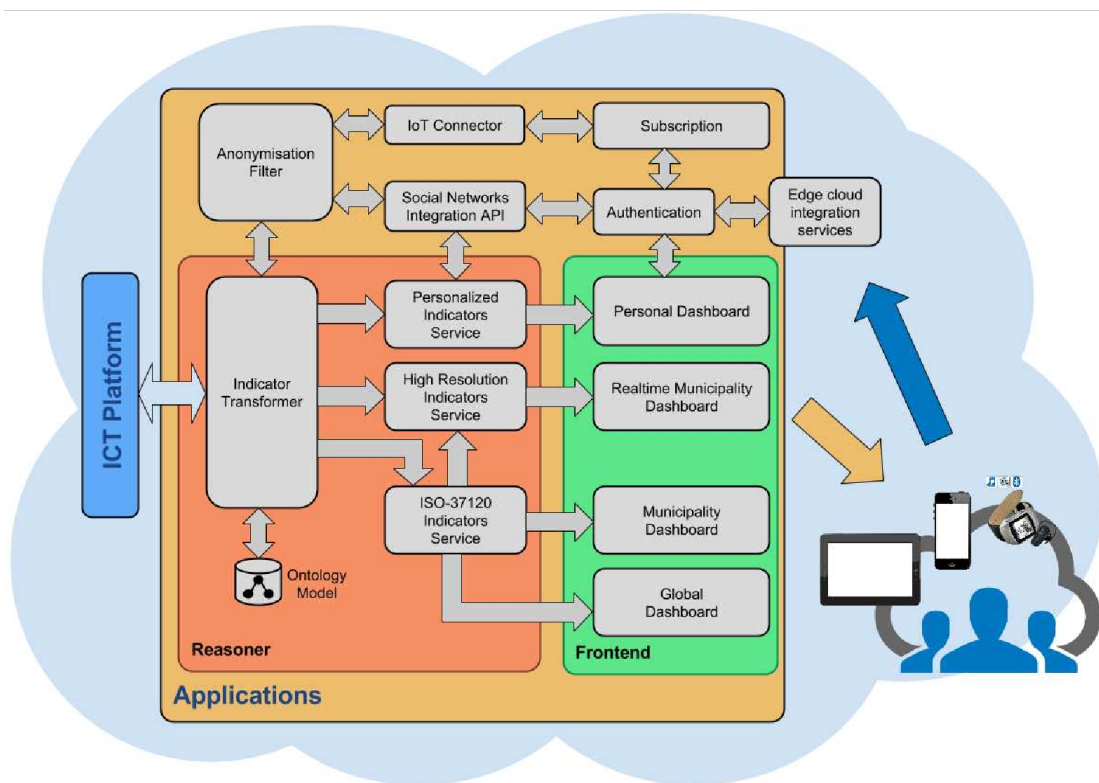 IoT Connector
Subscription
Anonymisation
Filter
Social Networks
Integration API
Authentication
Edge cloud
integration
services
ICT Platform
Indicator
Transformer
Personalized
Indicators
Service
Personal Dashboard
High Resolution
Indicators
Service
Realtime Municipality
Dashboard
ISO-37120
Indicators
Service
Municipality
Dashboard
Ontology
Model
Global
Dashboard
Reasoner
Frontend
Applications